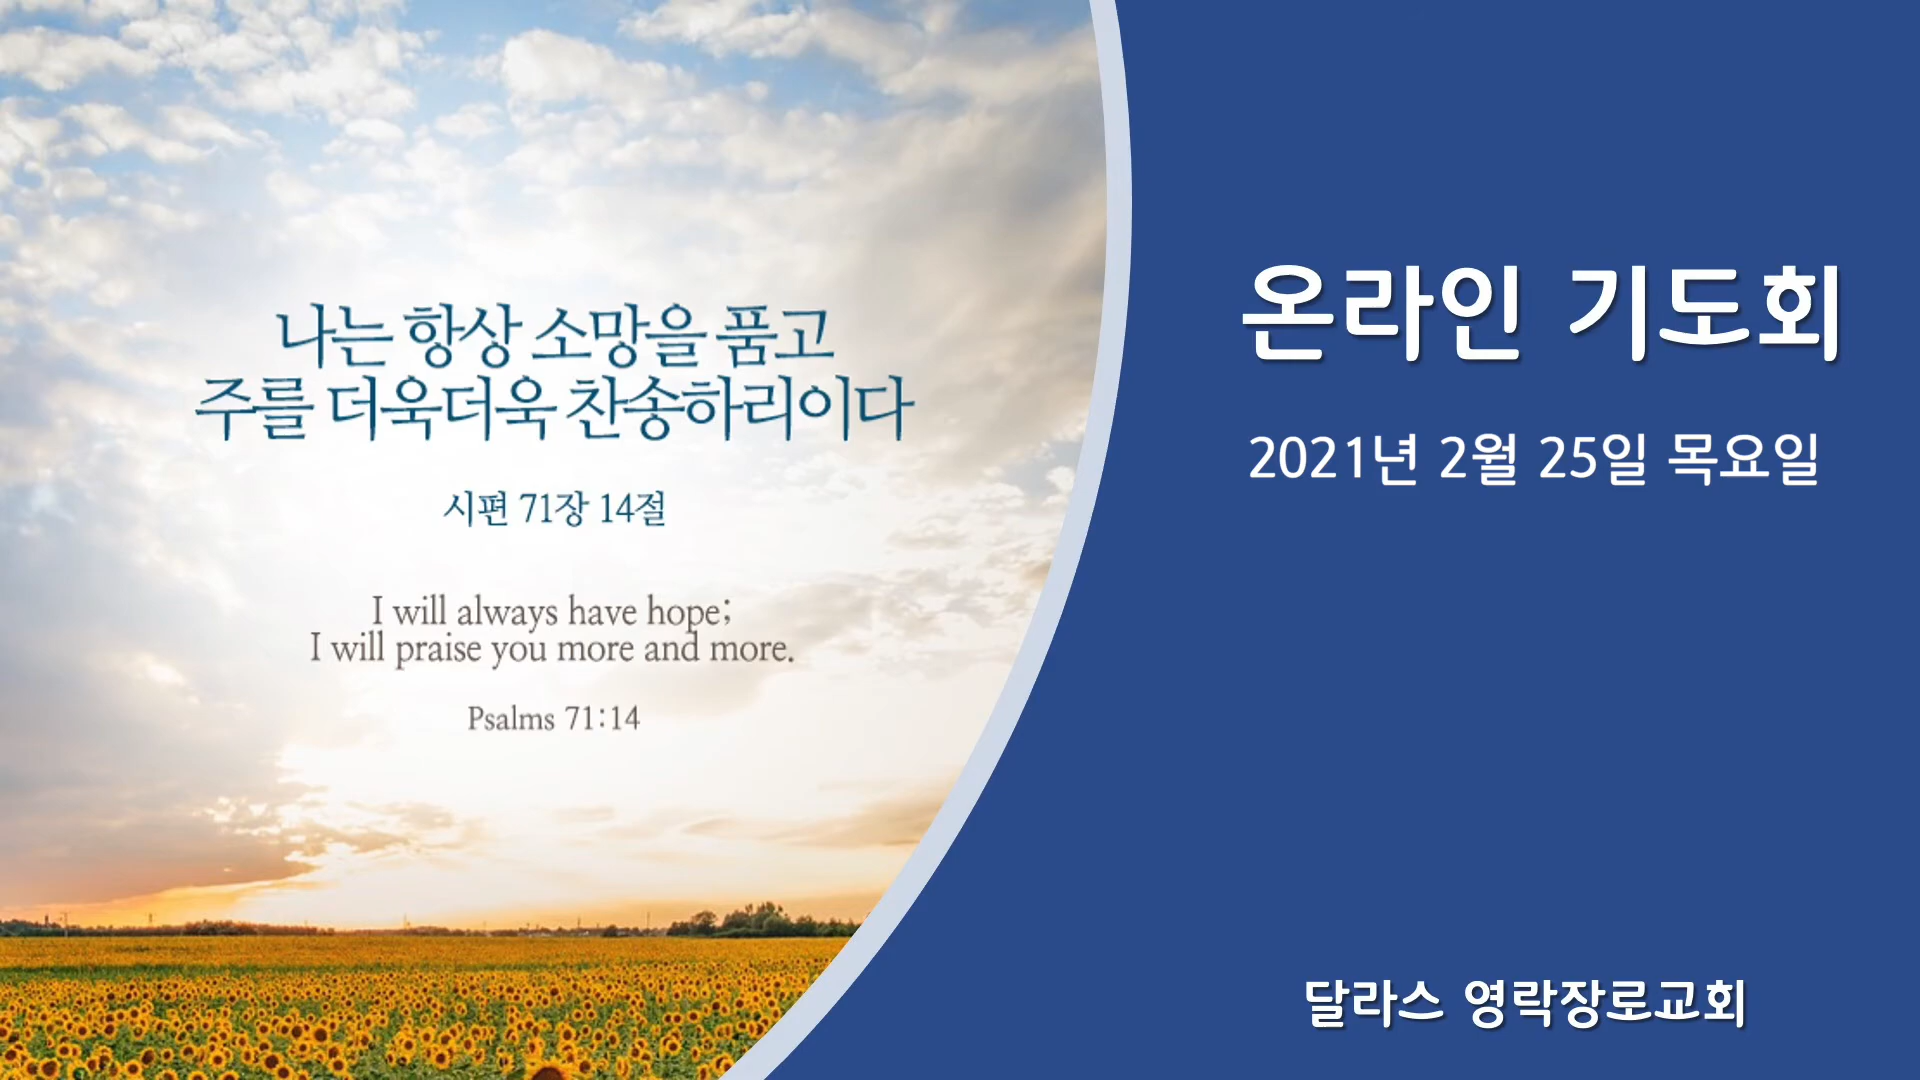 나는 항상 소망을 품고
주를 더욱더욱 찬송하리이다
시편 71장 14절
I will always have hope;
I will praise you more and more.
Psalms 71:14
온라인 기도회
2021년 2월 25일 목요일
달라스 영락장로교회